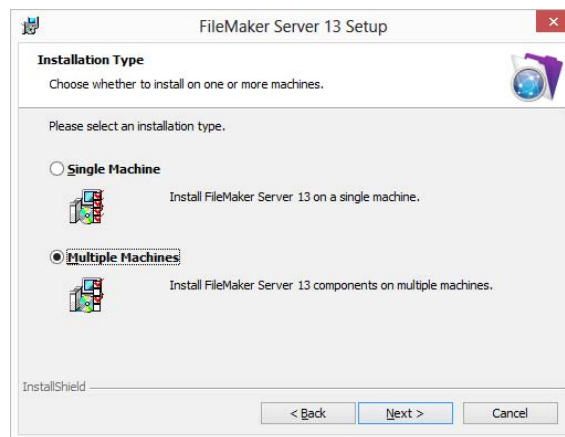 FileMaker Server 13 Setup
Installation Type
Choose whether to install on one or more machines.
Please select an installation type.
Single Machine
Install FileMaker Server 13 on a single machine.
Multiple Machines
Install FileMaker Server 13 components on multiple machines.
InstallShield
< Back Next > Cancel